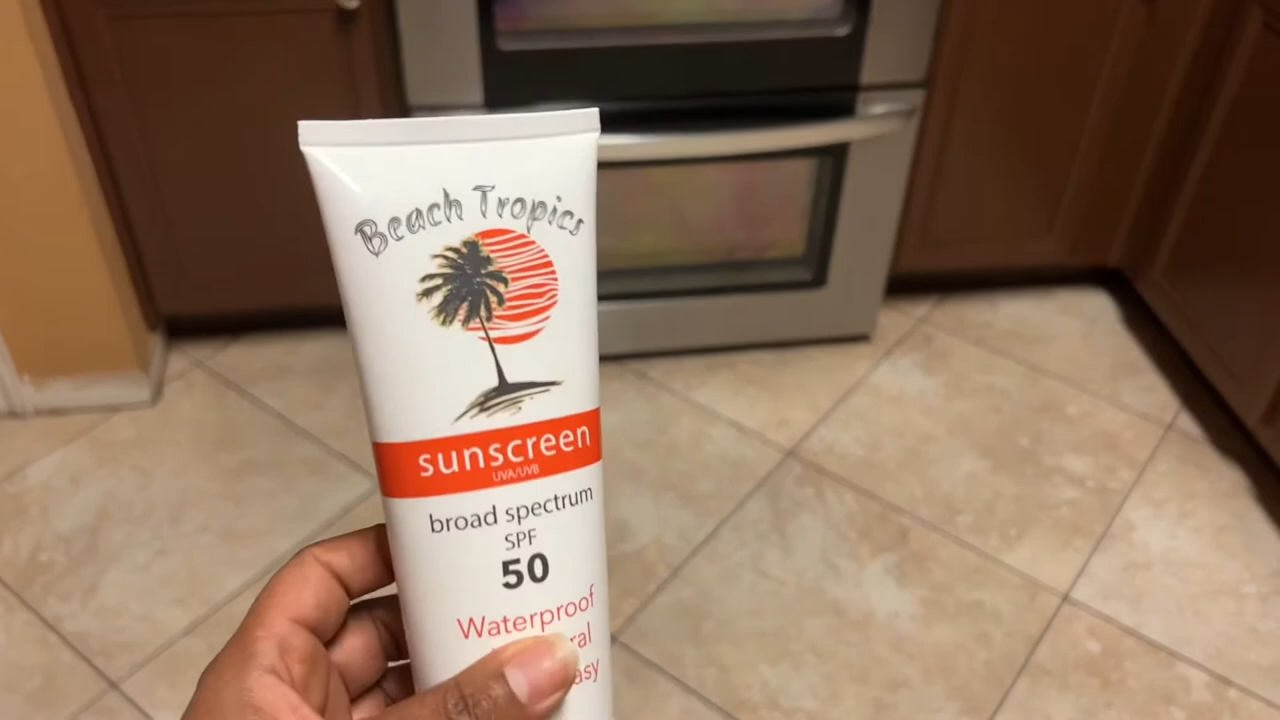 Beach Tropics
sunscreen
UVA/UVB
broad spectrum
SPF
50
Waterproof